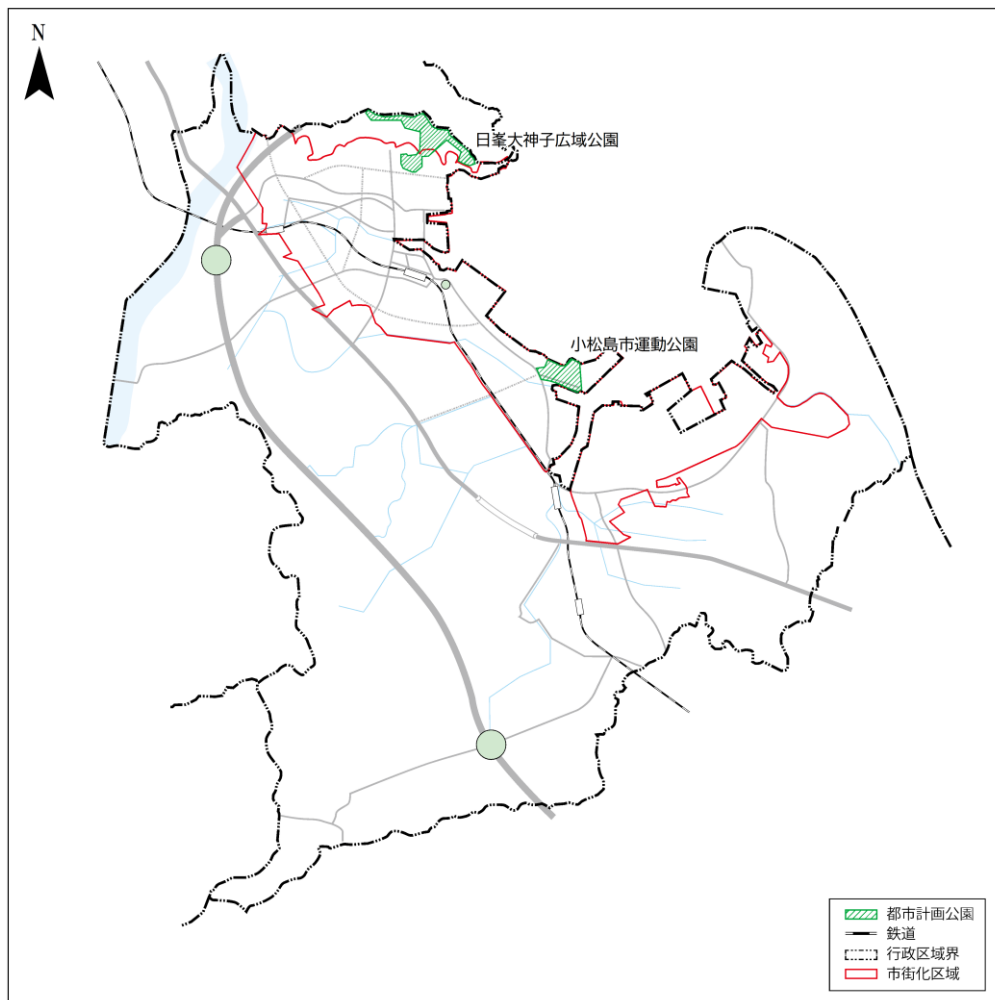 N
日峯大神子広域公園
小松島市運動公園
都市計画公園
鉄道
行政区域界
市街化区域